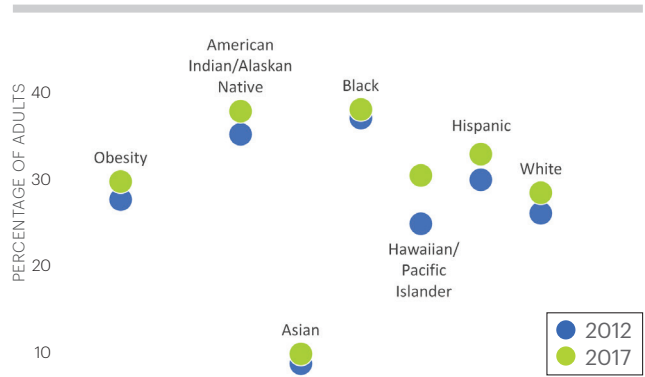 American
Indian/Alaskan
Native
Black
Hispanic
Obesity
White
Hawaiian/
Pacific
Islander
Asian
PERCENTAGE OF ADULTS
40
30
20
10
2012
2017